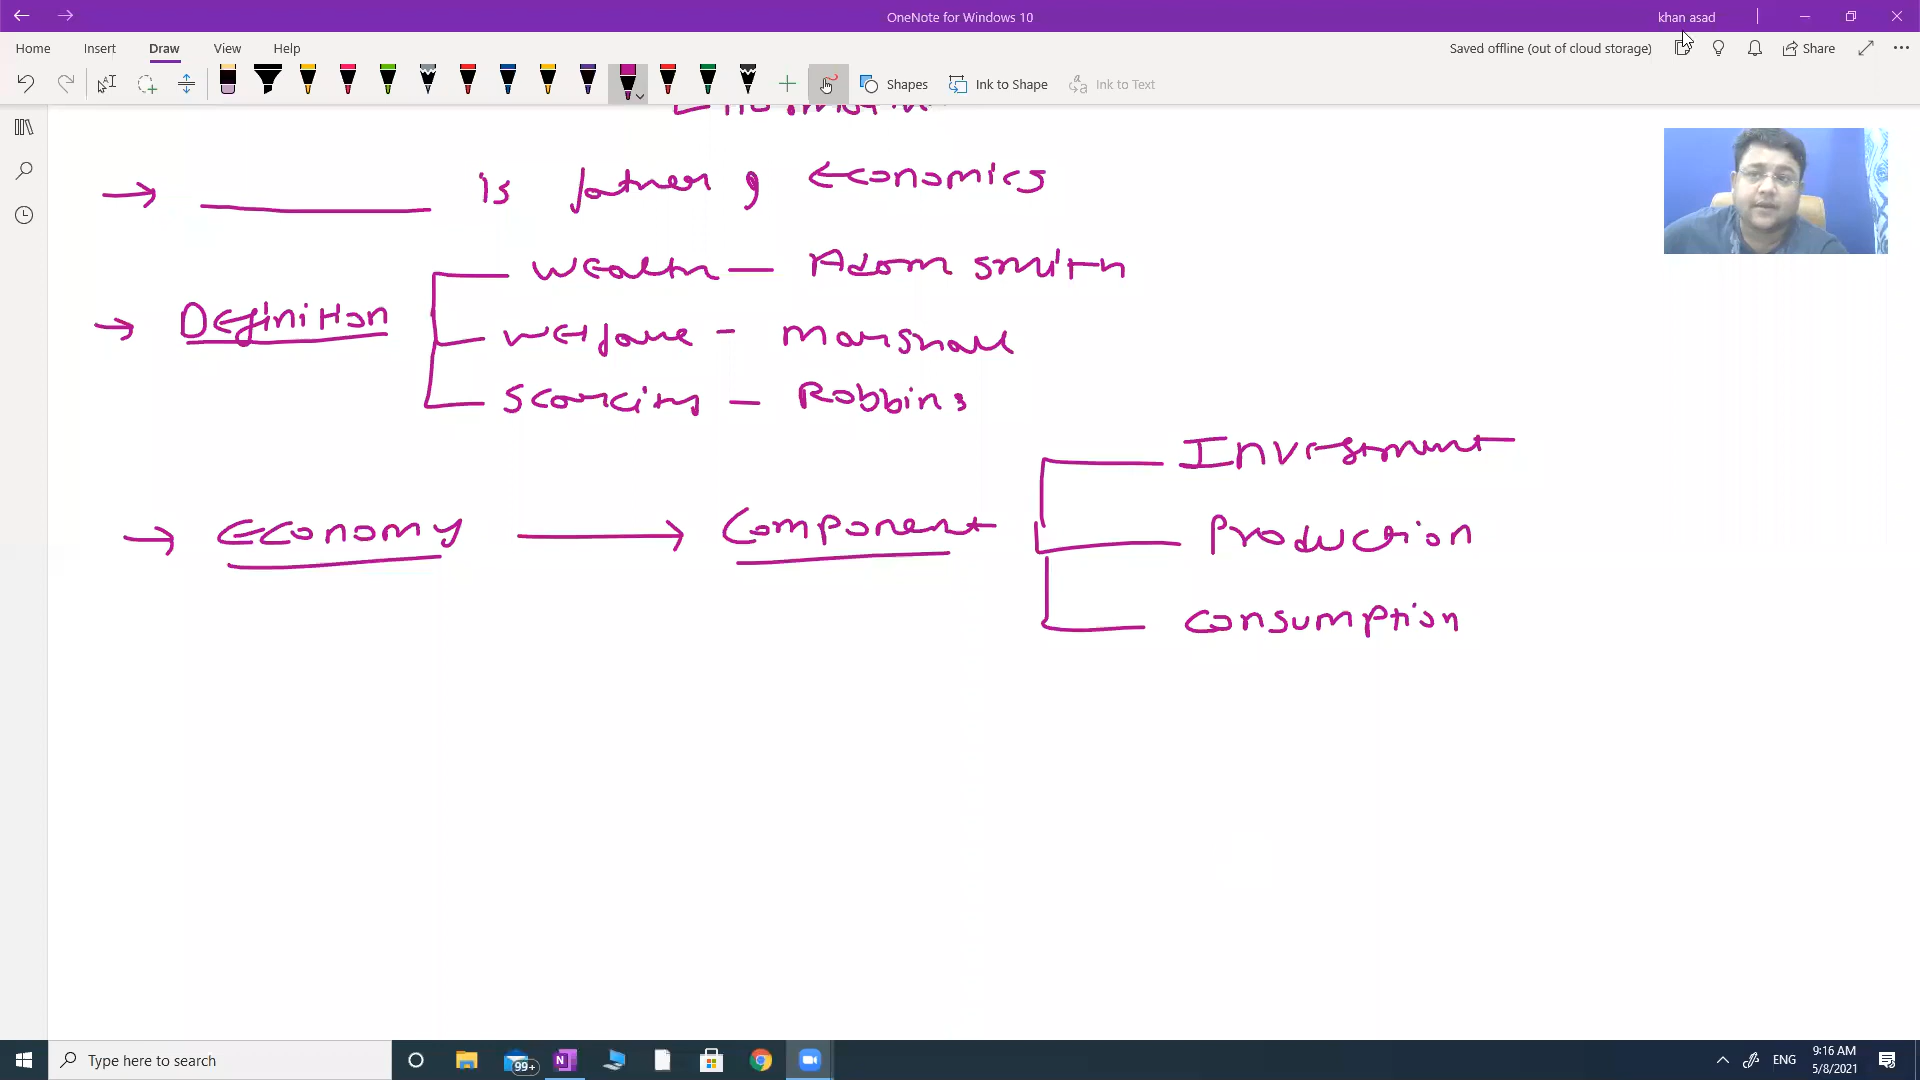 OneNote for Windows 10
khan asad
Home Insert Draw View Help
Saved offline (out of cloud storage)
Share
Shapes
Ink to Shape
Ink to Text
→ ________ is father of Economics
→ Definition
Wealth — Adam Smith
Welfare - Marshall
Scarcity — Robbins
→ Economy → Component
Investment
Production
Consumption
Type here to search
99+
ENG
9:16 AM
5/8/2021